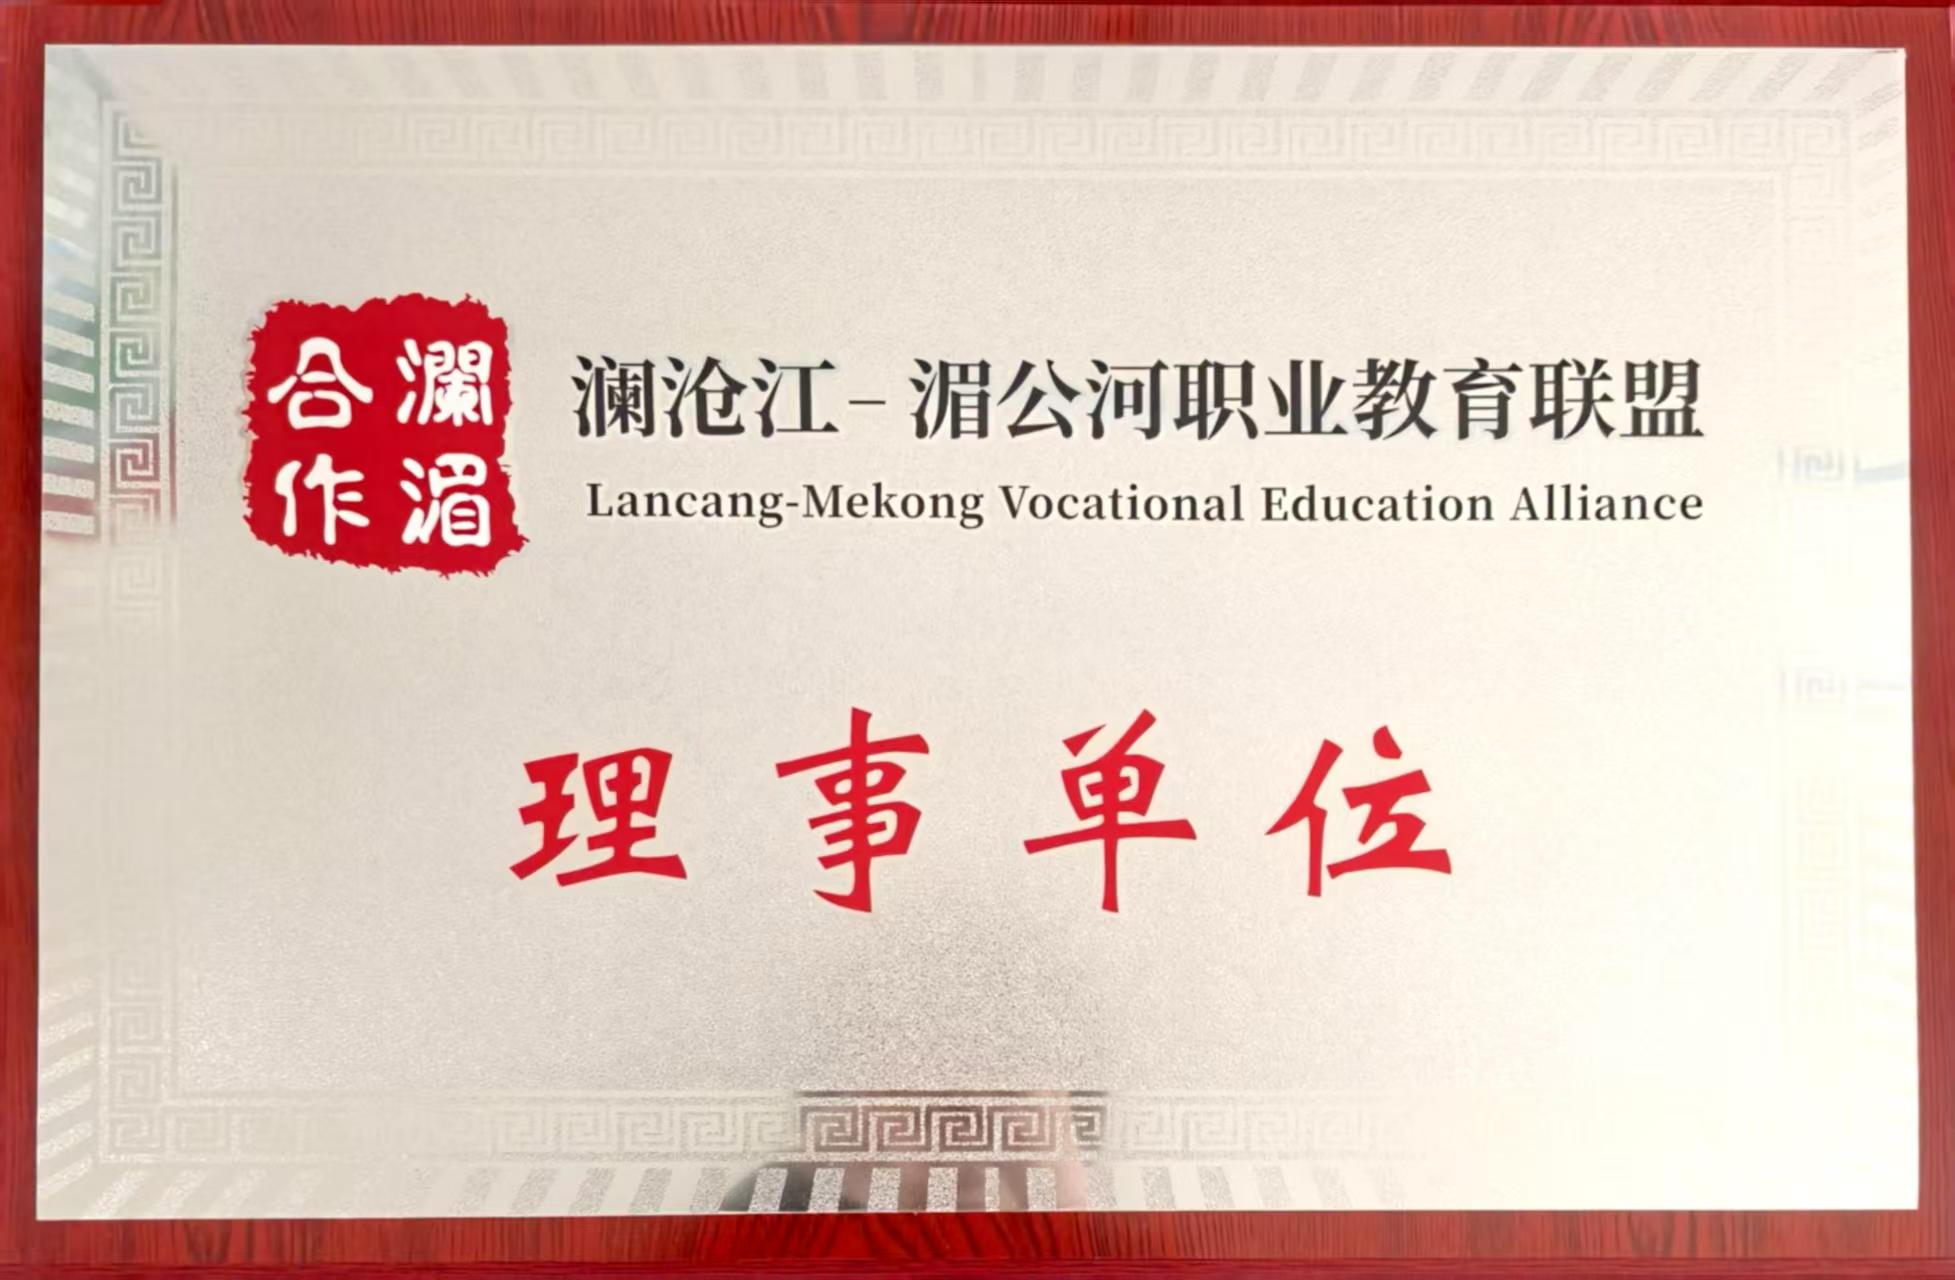 澜湄合作
澜沧江-湄公河职业教育联盟
Lancang-Mekong Vocational Education Alliance
理事单位